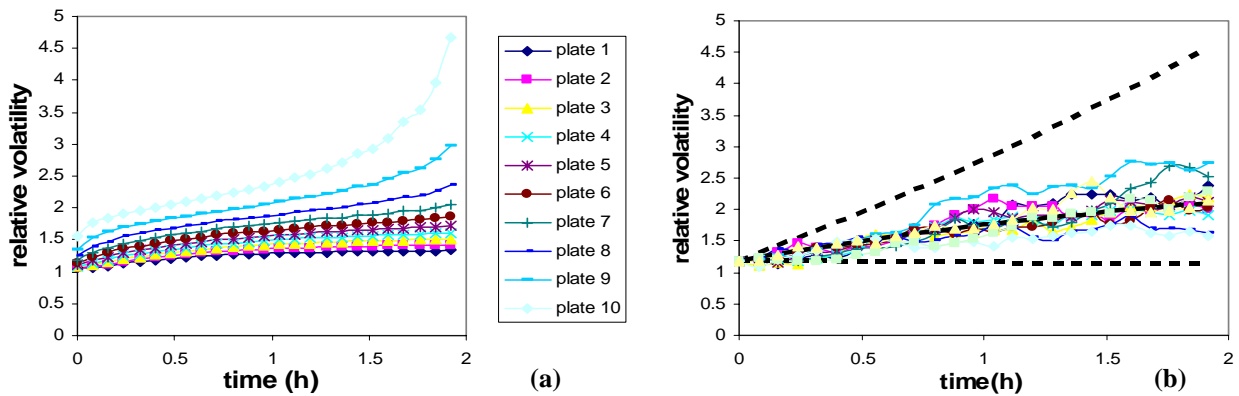 5
4.5
4
3.5
3
2.5
2
1.5
1
0.5
0
relative volatility
0
0.5
1
1.5
2
time (h)
(a)
plate 1
plate 2
plate 3
plate 4
plate 5
plate 6
plate 7
plate 8
plate 9
plate 10
5
4.5
4
3.5
3
2.5
2
1.5
1
0.5
0
relative volatility
0
0.5
1
1.5
2
time(h)
(b)